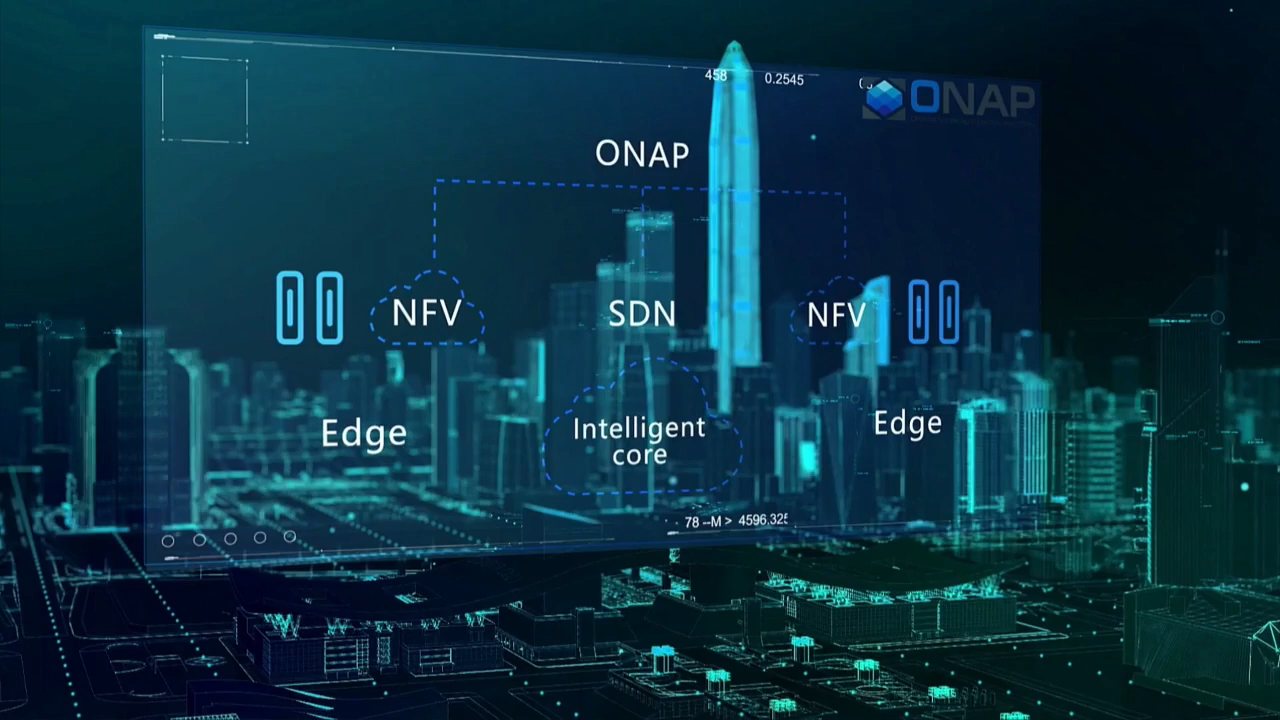 458
0.2545
ONAP
ONAP
NFV
SDN
NFV
Edge
Intelligent
core
Edge
78 --M > 4596.325